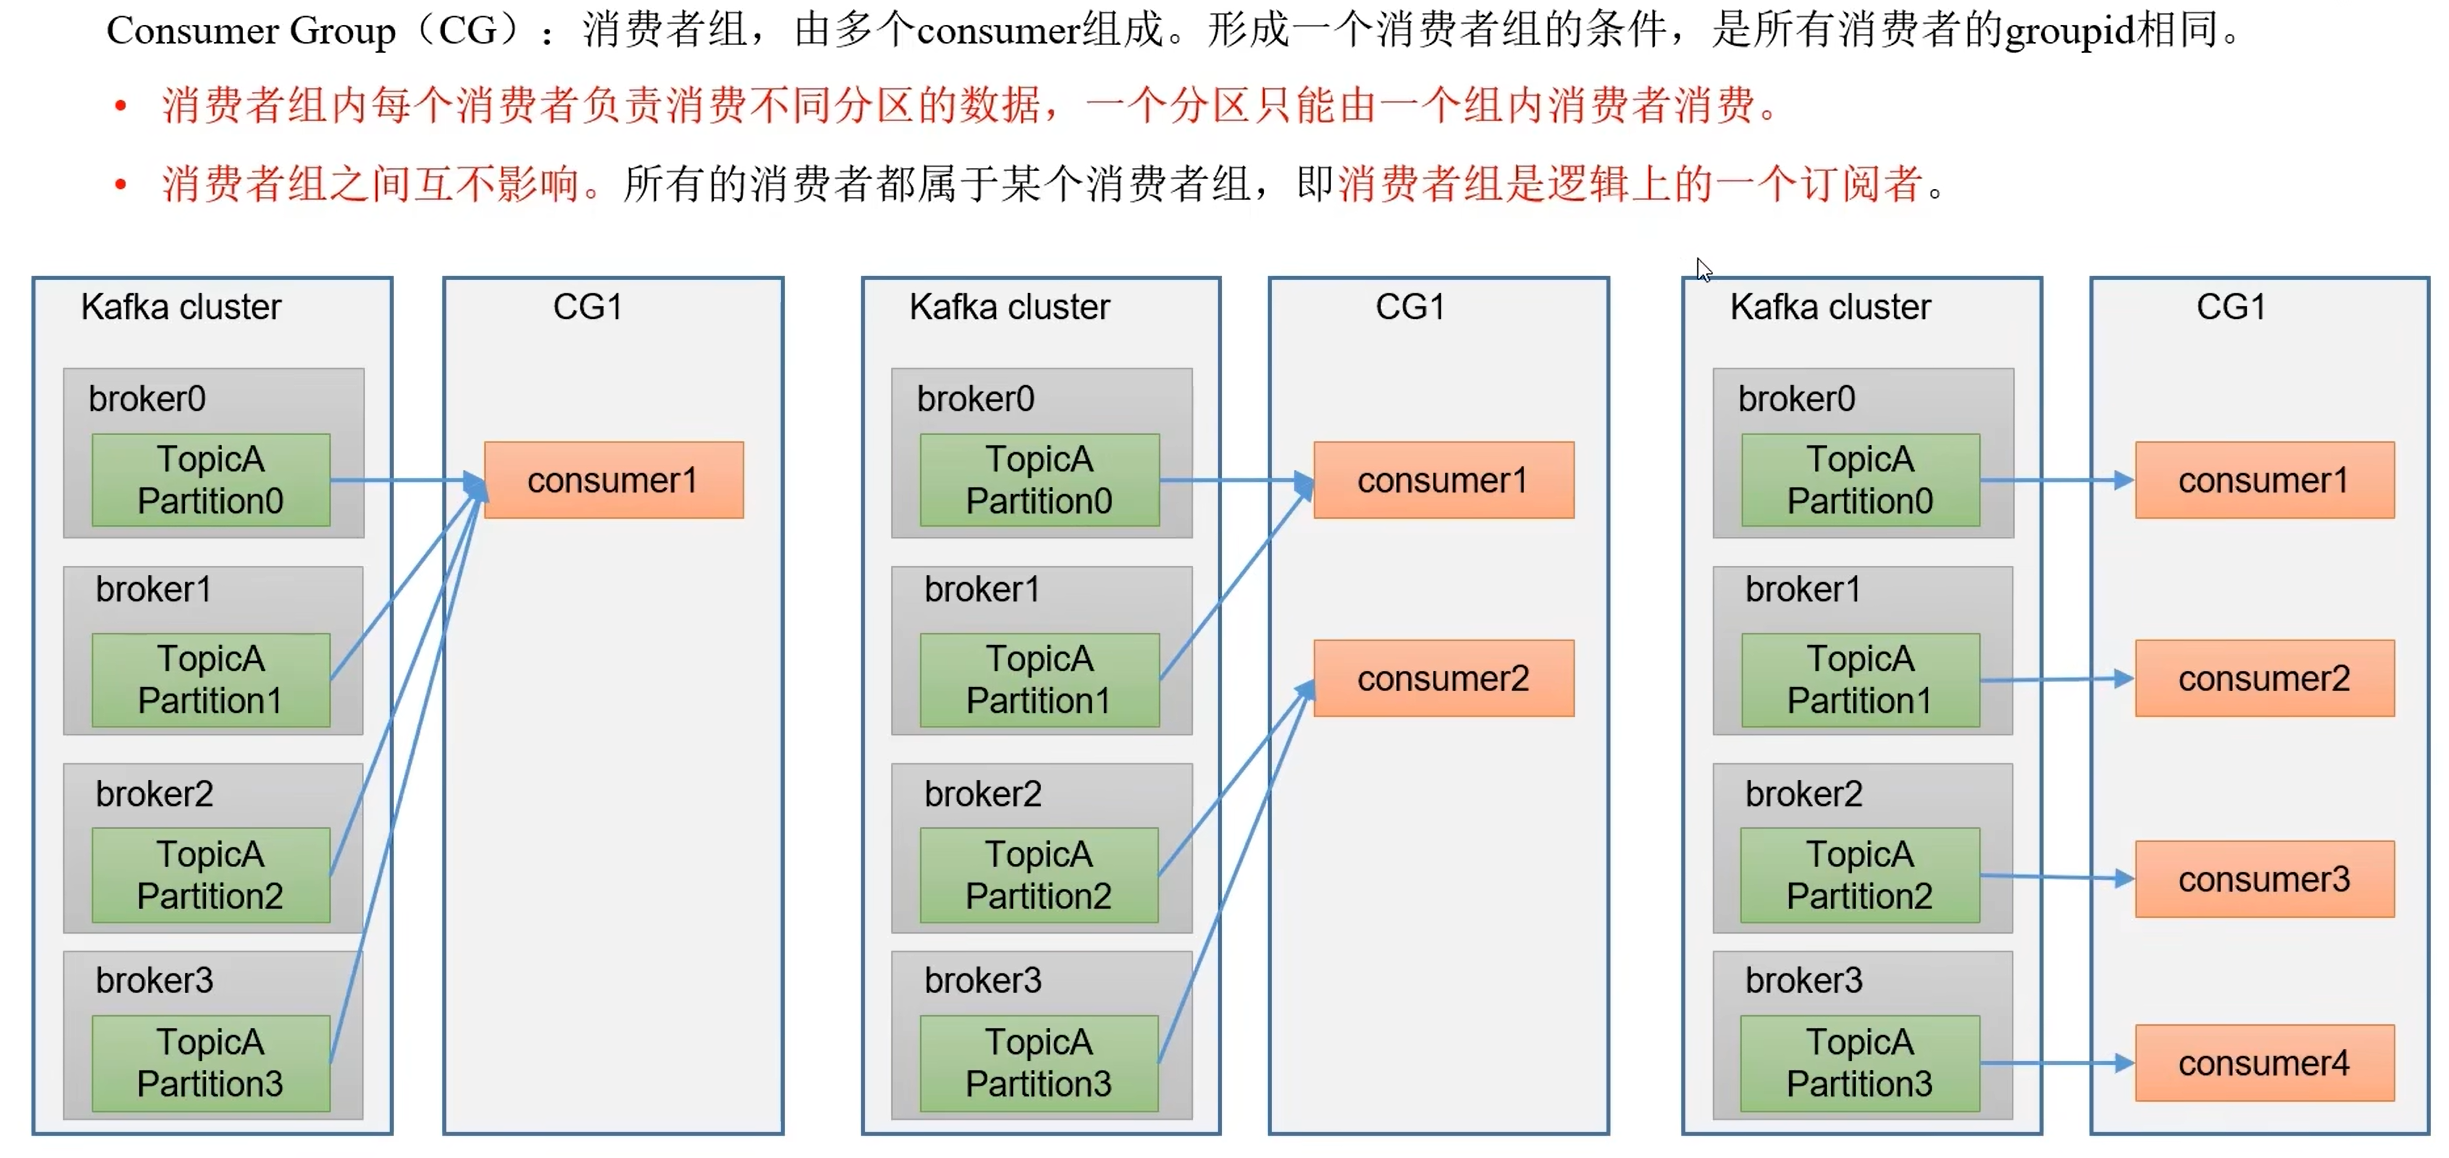 Consumer Group（CG）：消费者组，由多个consumer组成。形成一个消费者组的条件，是所有消费者的groupid相同。
• 消费者组内每个消费者负责消费不同分区的数据，一个分区只能由一个组内消费者消费。
• 消费者组之间互不影响。所有的消费者都属于某个消费者组，即消费者组是逻辑上的一个订阅者。
Kafka cluster
broker0
TopicA
Partition0
broker1
TopicA
Partition1
broker2
TopicA
Partition2
broker3
TopicA
Partition3
CG1
consumer1
Kafka cluster
broker0
TopicA
Partition0
broker1
TopicA
Partition1
broker2
TopicA
Partition2
broker3
TopicA
Partition3
CG1
consumer1
consumer2
Kafka cluster
broker0
TopicA
Partition0
broker1
TopicA
Partition1
broker2
TopicA
Partition2
broker3
TopicA
Partition3
CG1
consumer1
consumer2
consumer3
consumer4